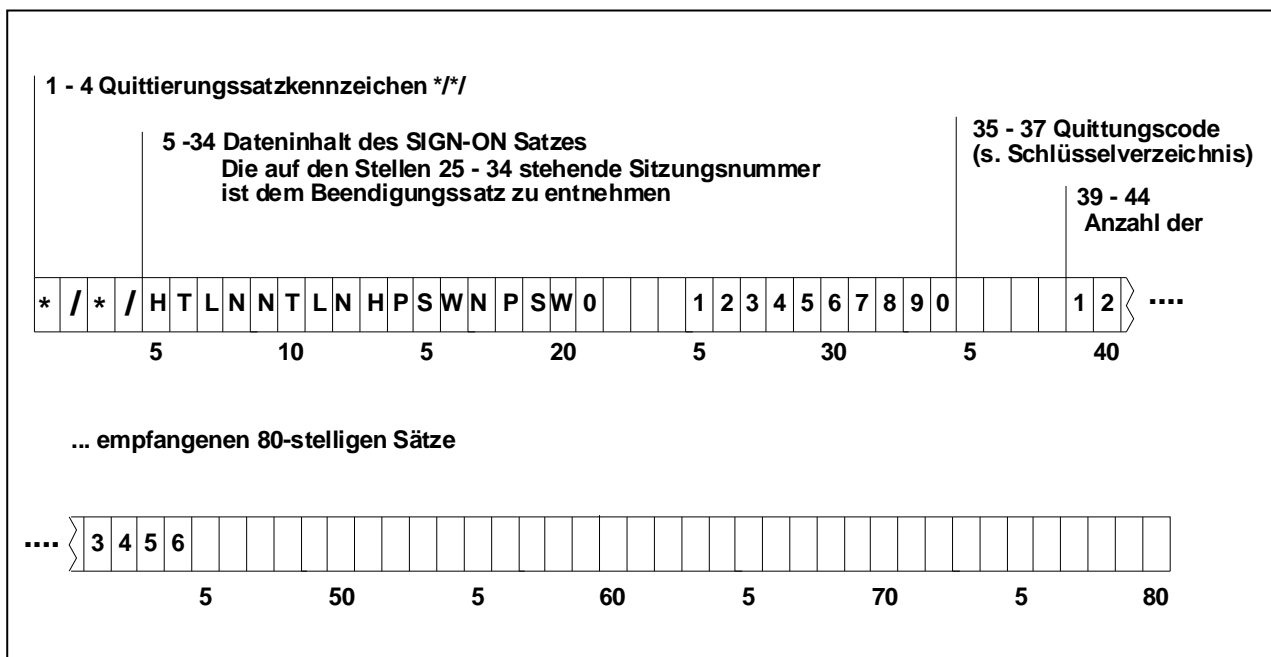 1 - 4 Quittierungssatzkennzeichen */*/
5 -34 Dateninhalt des SIGN-ON Satzes
Die auf den Stellen 25 - 34 stehende Sitzungsnummer
ist dem Beendigungssatz zu entnehmen
35 - 37 Quittungscode
(s. Schlüsselverzeichnis)
39 - 44
Anzahl der
* / * / H T L N N T L N H P S W N P S W 0 1 2 3 4 5 6 7 8 9 0 1 2 ....
5 10 5 20 5 30 5 40
... empfangenen 80-stelligen Sätze
.... 3 4 5 6
5 50 5 60 5 70 5 80